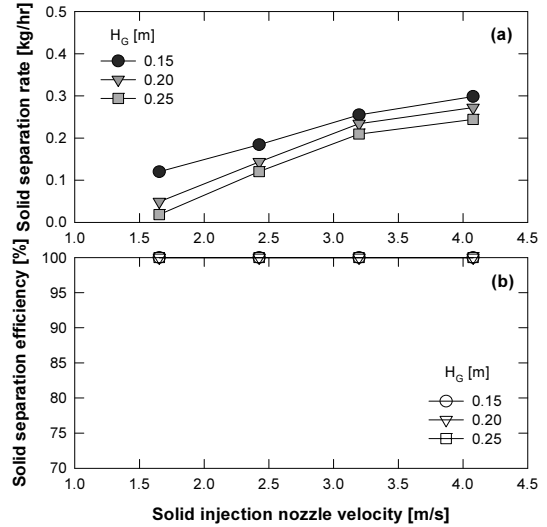 Solid separation rate [kg/hr]
0.5
0.4
0.3
0.2
0.1
0.0
(a)
H_G [m]
0.15
0.20
0.25
1.0 1.5 2.0 2.5 3.0 3.5 4.0 4.5
Solid separation efficiency [%]
100
95
90
85
80
75
70
(b)
H_G [m]
0.15
0.20
0.25
1.0 1.5 2.0 2.5 3.0 3.5 4.0 4.5
Solid injection nozzle velocity [m/s]